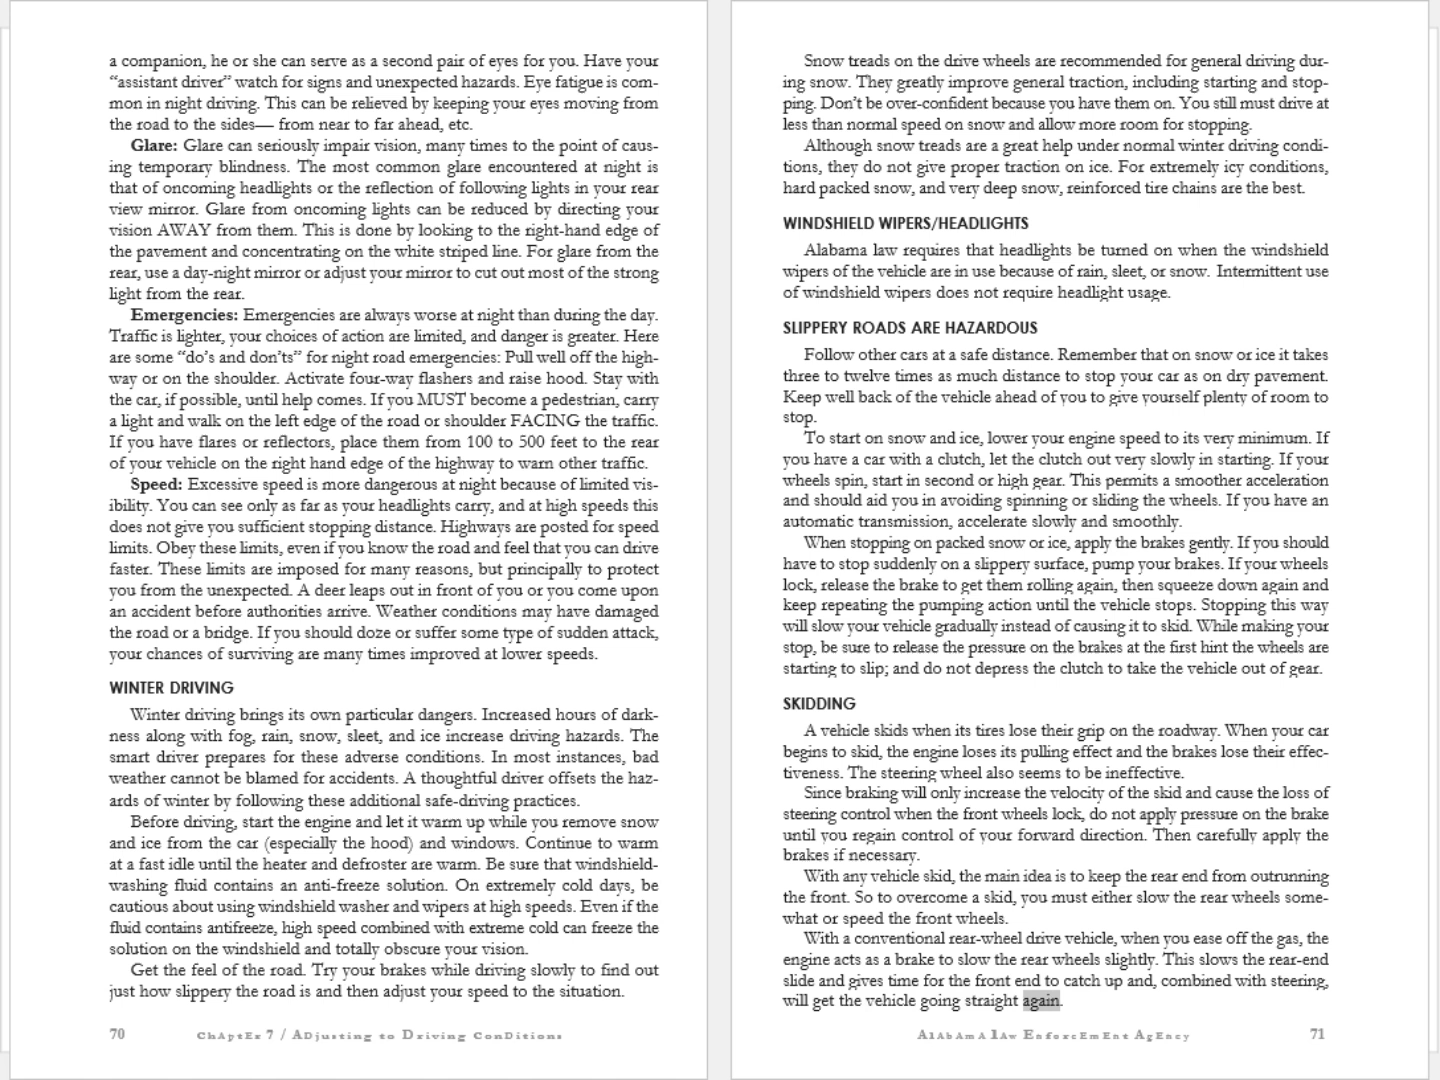 a companion, he or she can serve as a second pair of eyes for you. Have your
“assistant driver” watch for signs and unexpected hazards. Eye fatigue is com-
mon in night driving. This can be relieved by keeping your eyes moving from
the road to the sides— from near to far ahead, etc.
Glare: Glare can seriously impair vision, many times to the point of caus-
ing temporary blindness. The most common glare encountered at night is
that of oncoming headlights or the reflection of following lights in your rear
view mirror. Glare from oncoming lights can be reduced by directing your
vision AWAY from them. This is done by looking to the right-hand edge of
the pavement and concentrating on the white striped line. For glare from the
rear, use a day-night mirror or adjust your mirror to cut out most of the strong
light from the rear.
Emergencies: Emergencies are always worse at night than during the day.
Traffic is lighter, your choices of action are limited, and danger is greater. Here
are some “do’s and don’ts” for night road emergencies: Pull well off the high-
way or on the shoulder. Activate four-way flashers and raise hood. Stay with
the car, if possible, until help comes. If you MUST become a pedestrian, carry
a light and walk on the left edge of the road or shoulder FACING the traffic.
If you have flares or reflectors, place them from 100 to 500 feet to the rear
of your vehicle on the right hand edge of the highway to warn other traffic.
Speed: Excessive speed is more dangerous at night because of limited vis-
ibility. You can see only as far as your headlights carry, and at high speeds this
does not give you sufficient stopping distance. Highways are posted for speed
limits. Obey these limits, even if you know the road and feel that you can drive
faster. These limits are imposed for many reasons, but principally to protect
you from the unexpected. A deer leaps out in front of you or you come upon
an accident before authorities arrive. Weather conditions may have damaged
the road or a bridge. If you should doze or suffer some type of sudden attack,
your chances of surviving are many times improved at lower speeds.
WINTER DRIVING
Winter driving brings its own particular dangers. Increased hours of dark-
ness along with fog, rain, snow, sleet, and ice increase driving hazards. The
smart driver prepares for these adverse conditions. In most instances, bad
weather cannot be blamed for accidents. A thoughtful driver offsets the haz-
ards of winter by following these additional safe-driving practices.
Before driving, start the engine and let it warm up while you remove snow
and ice from the car (especially the hood) and windows. Continue to warm
at a fast idle until the heater and defroster are warm. Be sure that windshield-
washing fluid contains an anti-freeze solution. On extremely cold days, be
cautious about using windshield washer and wipers at high speeds. Even if the
fluid contains antifreeze, high speed combined with extreme cold can freeze the
solution on the windshield and totally obscure your vision.
Get the feel of the road. Try your brakes while driving slowly to find out
just how slippery the road is and then adjust your speed to the situation.
70 ChAptEr 7 / ADjusting to Driving ConDitions
Snow treads on the drive wheels are recommended for general driving dur-
ing snow. They greatly improve general traction, including starting and stop-
ping. Don’t be over-confident because you have them on. You still must drive at
less than normal speed on snow and allow more room for stopping.
Although snow treads are a great help under normal winter driving condi-
tions, they do not give proper traction on ice. For extremely icy conditions,
hard packed snow, and very deep snow, reinforced tire chains are the best.
WINDSHIELD WIPERS/HEADLIGHTS
Alabama law requires that headlights be turned on when the windshield
wipers of the vehicle are in use because of rain, sleet, or snow. Intermittent use
of windshield wipers does not require headlight usage.
SLIPPERY ROADS ARE HAZARDOUS
Follow other cars at a safe distance. Remember that on snow or ice it takes
three to twelve times as much distance to stop your car as on dry pavement.
Keep well back of the vehicle ahead of you to give yourself plenty of room to
stop.
To start on snow and ice, lower your engine speed to its very minimum. If
you have a car with a clutch, let the clutch out very slowly in starting. If your
wheels spin, start in second or high gear. This permits a smoother acceleration
and should aid you in avoiding spinning or sliding the wheels. If you have an
automatic transmission, accelerate slowly and smoothly.
When stopping on packed snow or ice, apply the brakes gently. If you should
have to stop suddenly on a slippery surface, pump your brakes. If your wheels
lock, release the brake to get them rolling again, then squeeze down again and
keep repeating the pumping action until the vehicle stops. Stopping this way
will slow your vehicle gradually instead of causing it to skid. While making your
stop, be sure to release the pressure on the brakes at the first hint the wheels are
starting to slip; and do not depress the clutch to take the vehicle out of gear.
SKIDDING
A vehicle skids when its tires lose their grip on the roadway. When your car
begins to skid, the engine loses its pulling effect and the brakes lose their effec-
tiveness. The steering wheel also seems to be ineffective.
Since braking will only increase the velocity of the skid and cause the loss of
steering control when the front wheels lock, do not apply pressure on the brake
until you regain control of your forward direction. Then carefully apply the
brakes if necessary.
With any vehicle skid, the main idea is to keep the rear end from outrunning
the front. So to overcome a skid, you must either slow the rear wheels some-
what or speed the front wheels.
With a conventional rear-wheel drive vehicle, when you ease off the gas, the
engine acts as a brake to slow the rear wheels slightly. This slows the rear-end
slide and gives time for the front end to catch up and, combined with steering,
will get the vehicle going straight again.
AlAbAmA lAw EnforcEmEnt AgEncy 71